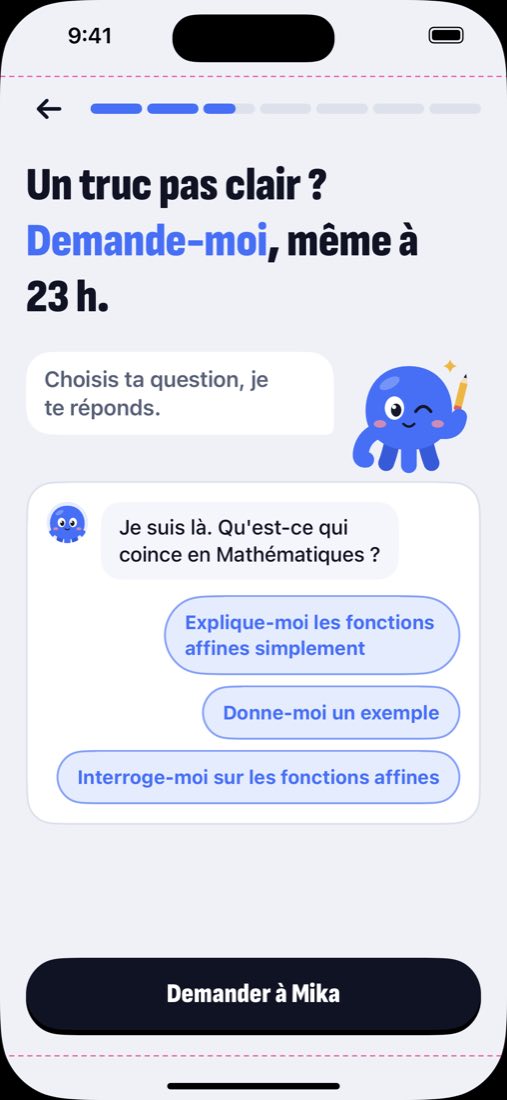 9:41
Un truc pas clair ?
Demande-moi, même à
23 h.
Choisis ta question, je
te réponds.
Je suis là. Qu'est-ce qui
coince en Mathématiques ?
Explique-moi les fonctions
affines simplement
Donne-moi un exemple
Interroge-moi sur les fonctions affines
Demander à Mika